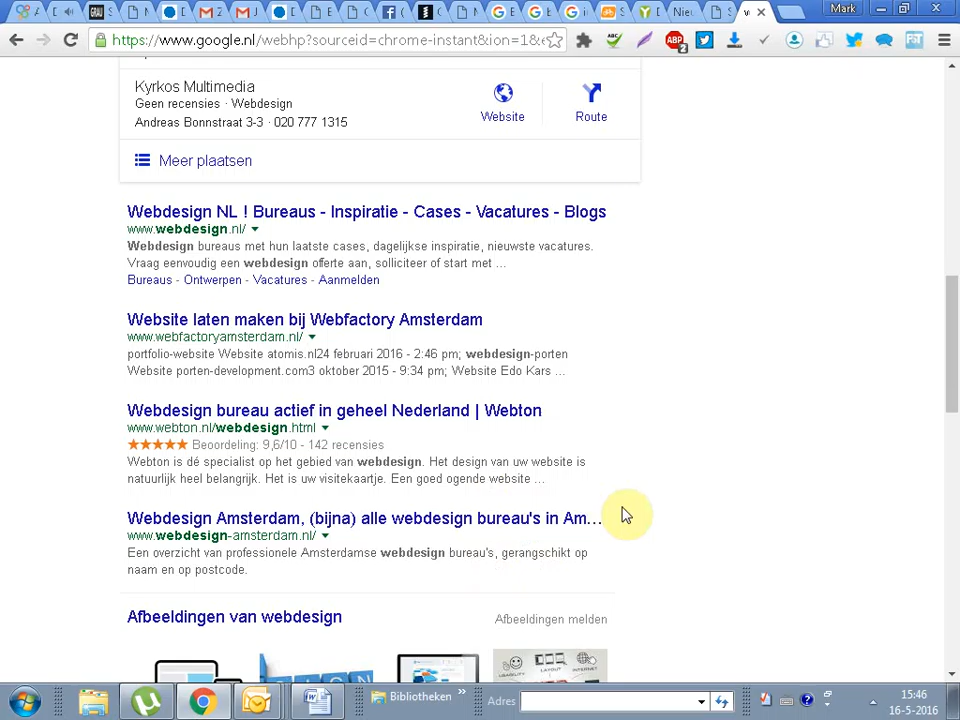 Mark
https://www.google.nl/webhp?sourceid=chrome-instant&ion=1&e
Kyrkos Multimedia
Geen recensies · Webdesign
Andreas Bonnstraat 3-3 · 020 777 1315
Website
Route
Meer plaatsen
Webdesign NL ! Bureaus - Inspiratie - Cases - Vacatures - Blogs
www.webdesign.nl/
Webdesign bureaus met hun laatste cases, dagelijkse inspiratie, nieuwste vacatures.
Vraag eenvoudig een webdesign offerte aan, solliciteer of start met ...
Bureaus - Ontwerpen - Vacatures - Aanmelden
Website laten maken bij Webfactory Amsterdam
www.webfactoryamsterdam.nl/
portfolio-website Website atomis.nl24 februari 2016 - 2:46 pm; webdesign-porten
Website porten-development.com3 oktober 2015 - 9:34 pm; Website Edo Kars ...
Webdesign bureau actief in geheel Nederland | Webton
www.webton.nl/webdesign.html
Beoordeling: 9,6/10 - 142 recensies
Webton is dé specialist op het gebied van webdesign. Het design van uw website is
natuurlijk heel belangrijk. Het is uw visitekaartje. Een goed ogende website ...
Webdesign Amsterdam, (bijna) alle webdesign bureau's in Am...
www.webdesign-amsterdam.nl/
Een overzicht van professionele Amsterdamse webdesign bureau's, gerangschikt op
naam en op postcode.
Afbeeldingen van webdesign
Afbeeldingen melden
Bibliotheken
Adres
15:46
16-5-2016